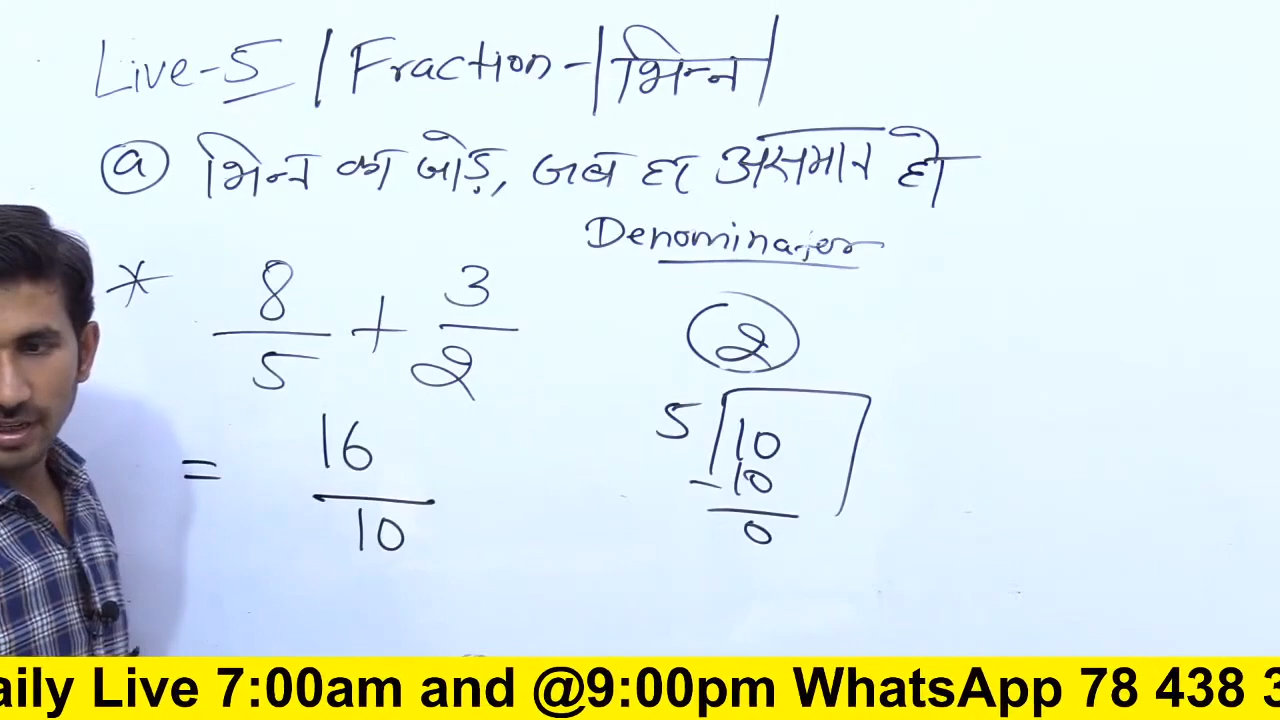 Live-5 | Fraction - | भिन्न |
(a) भिन्न का जोड़, जब हर असमान हो
Denominator
* 8/5 + 3/2
2
5 10
-10
0
= 16/10
aily Live 7:00am and @9:00pm WhatsApp 78 438 3